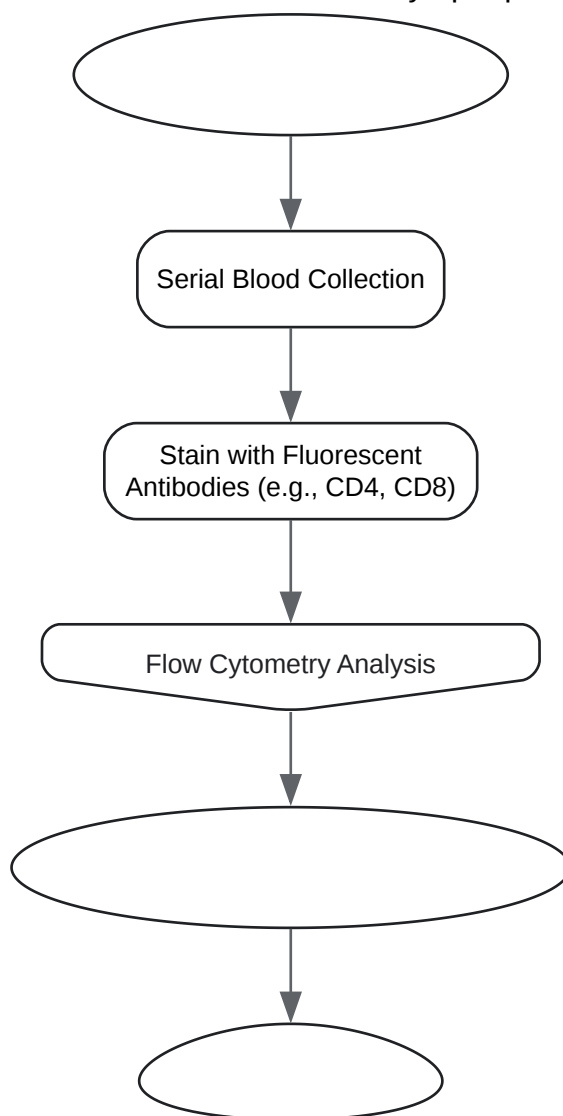 Serial Blood Collection
Stain with Fluorescent
Antibodies (e.g., CD4, CD8)
Flow Cytometry Analysis